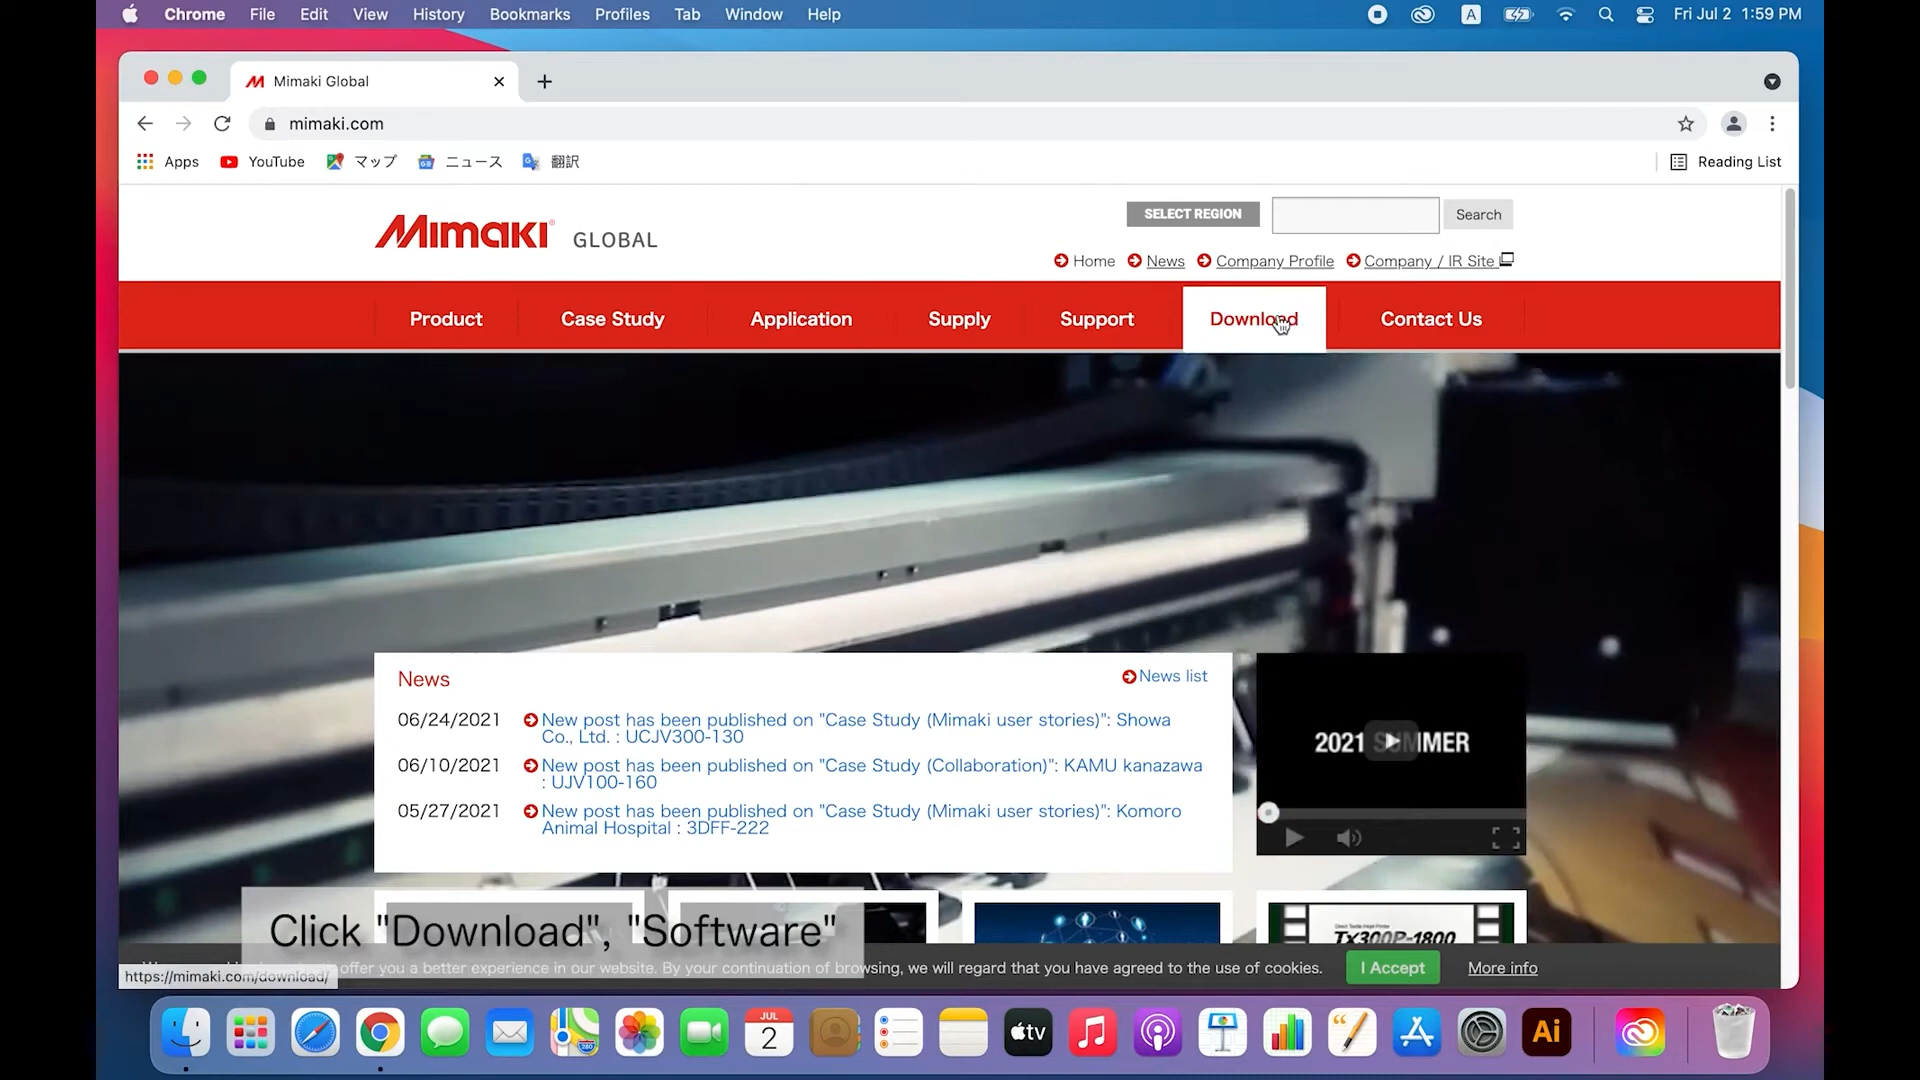 Chrome File Edit View History Bookmarks Profiles Tab Window Help
A
Fri Jul 2 1:59 PM
Mimaki Global
mimaki.com
Apps YouTube マップ ニュース 翻訳 Reading List
Mimaki GLOBAL
SELECT REGION Search
Home News Company Profile Company / IR Site
Product Case Study Application Supply Support Download Contact Us
News
News list
06/24/2021 New post has been published on "Case Study (Mimaki user stories)": Showa
Co., Ltd. : UCJV300-130
06/10/2021 New post has been published on "Case Study (Collaboration)": KAMU kanazawa
: UJV100-160
05/27/2021 New post has been published on "Case Study (Mimaki user stories)": Komoro
Animal Hospital : 3DFF-222
2021 SUMMER
Direct Textile Inkjet Printer
Tx300P-1800
Click "Download", "Software"
offer you a better experience in our website. By your continuation of browsing, we will regard that you have agreed to the use of cookies.
I Accept
More info
https://mimaki.com/download/
280
JUL
2
tv
Ai